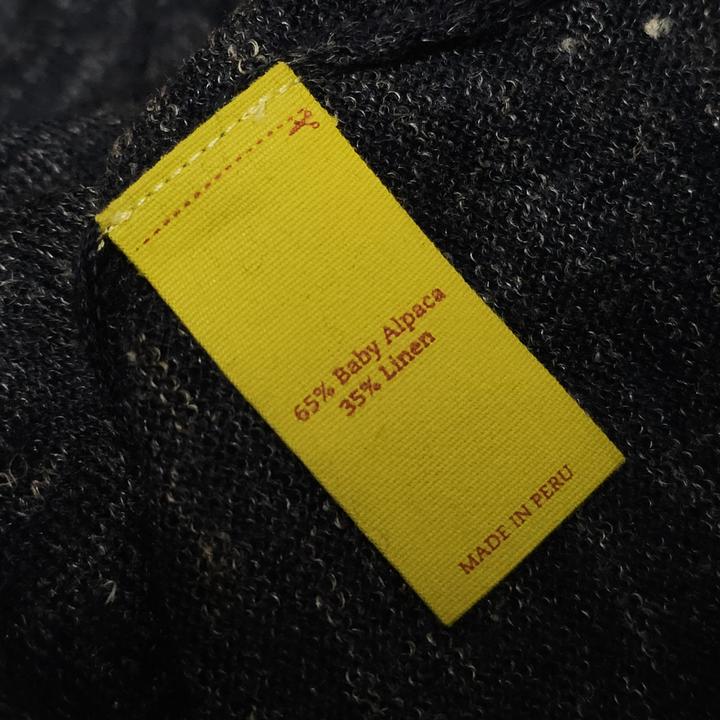 65% Baby Alpaca
35% Linen
MADE IN PERU